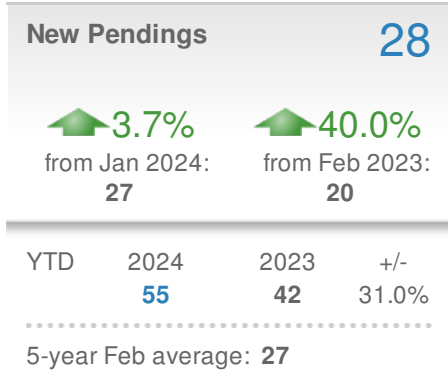 New Pendings 28
3.7% 40.0%
from Jan 2024: from Feb 2023:
27 20
YTD 2024 2023 +/-
55 42 31.0%
5-year Feb average: 27